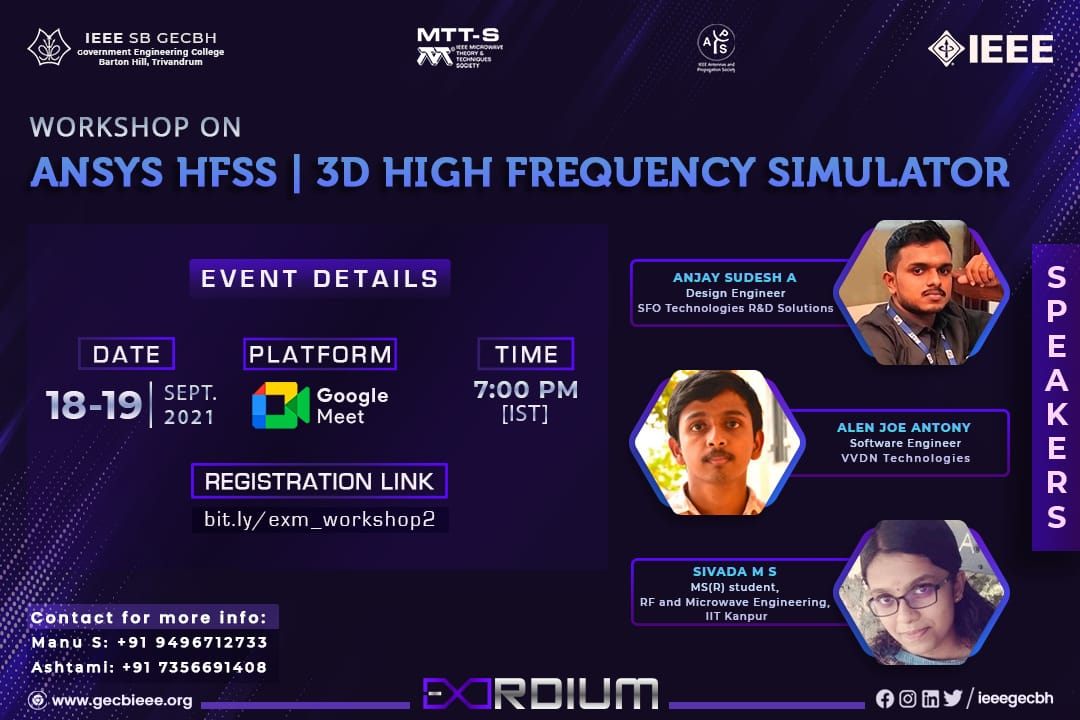 IEEE SB GECBH
Government Engineering College
Barton Hill, Trivandrum
MTT-S
IEEE MICROWAVE
THEORY &
TECHNIQUES
SOCIETY
APS
IEEE Antennas and
Propagation Society
IEEE
WORKSHOP ON
ANSYS HFSS | 3D HIGH FREQUENCY SIMULATOR
EVENT DETAILS
DATE
18-19 SEPT.
2021
PLATFORM
Google
Meet
TIME
7:00 PM
[IST]
REGISTRATION LINK
bit.ly/exm_workshop2
SPEAKERS
ANJAY SUDESH A
Design Engineer
SFO Technologies R&D Solutions
ALEN JOE ANTONY
Software Engineer
VVDN Technologies
SIVADA M S
MS(R) student,
RF and Microwave Engineering,
IIT Kanpur
Contact for more info:
Manu S: +91 9496712733
Ashtami: +91 7356691408
www.gecbieee.org
EXORDIUM
/ieeegecbh